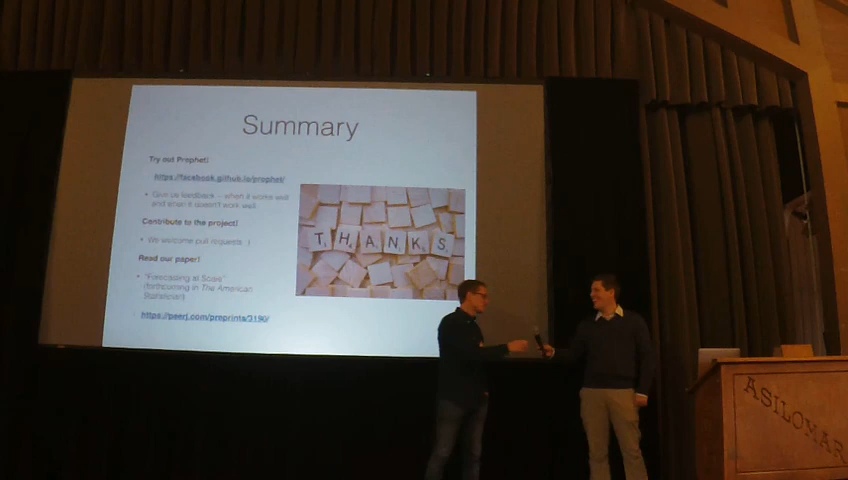 Summary
Try out Prophet!
https://facebook.github.io/prophet/
• Give us feedback – when it works well
and when it doesn't work well
Contribute to the project!
• We welcome pull requests :)
Read our paper!
• "Forecasting at Scale"
(forthcoming in The American
Statistician)
https://peerj.com/preprints/3190/
THANKS
ASILOMAR